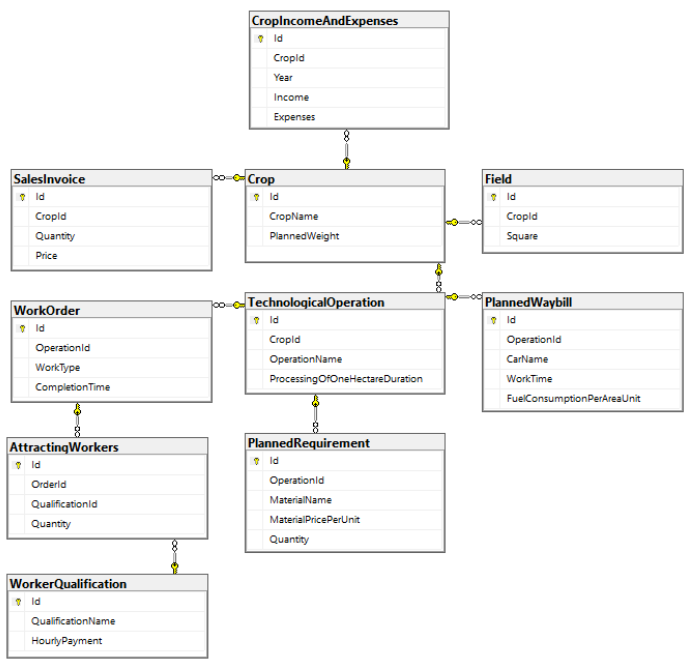 CropIncomeAndExpenses
Id
CropId
Year
Income
Expenses
SalesInvoice
Id
CropId
Quantity
Price
Crop
Id
CropName
PlannedWeight
Field
Id
CropId
Square
WorkOrder
Id
OperationId
WorkType
CompletionTime
TechnologicalOperation
Id
CropId
OperationName
ProcessingOfOneHectareDuration
PlannedWaybill
Id
OperationId
CarName
WorkTime
FuelConsumptionPerAreaUnit
AttractingWorkers
Id
OrderId
QualificationId
Quantity
PlannedRequirement
Id
OperationId
MaterialName
MaterialPricePerUnit
Quantity
WorkerQualification
Id
QualificationName
HourlyPayment